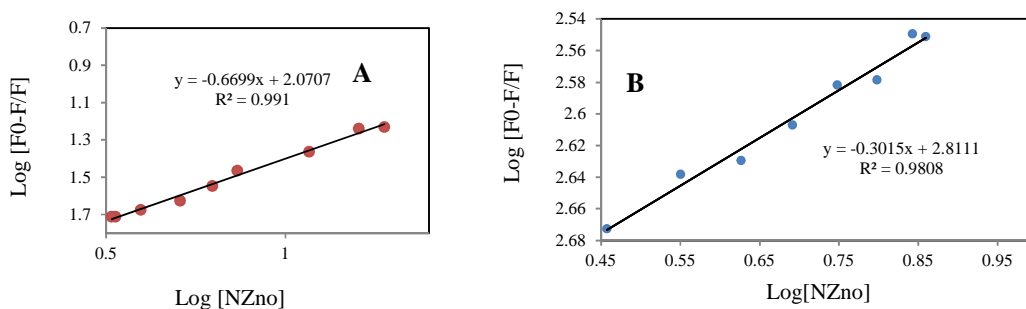 0.7
0.9
1.1
1.3
1.5
1.7
Log [F0-F/F]
y = -0.6699x + 2.0707
R² = 0.991
A
0.5
1
Log [NZno]
2.54
2.56
2.58
2.6
2.62
2.64
2.66
2.68
Log [F0-F/F]
B
y = -0.3015x + 2.8111
R² = 0.9808
0.45
0.55
0.65
0.75
0.85
0.95
Log[NZno]